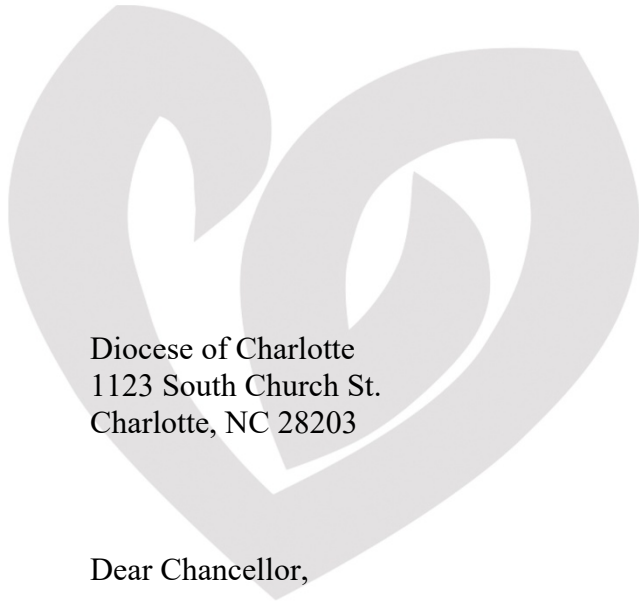 Diocese of Charlotte
1123 South Church St.
Charlotte, NC 28203
Dear Chancellor,